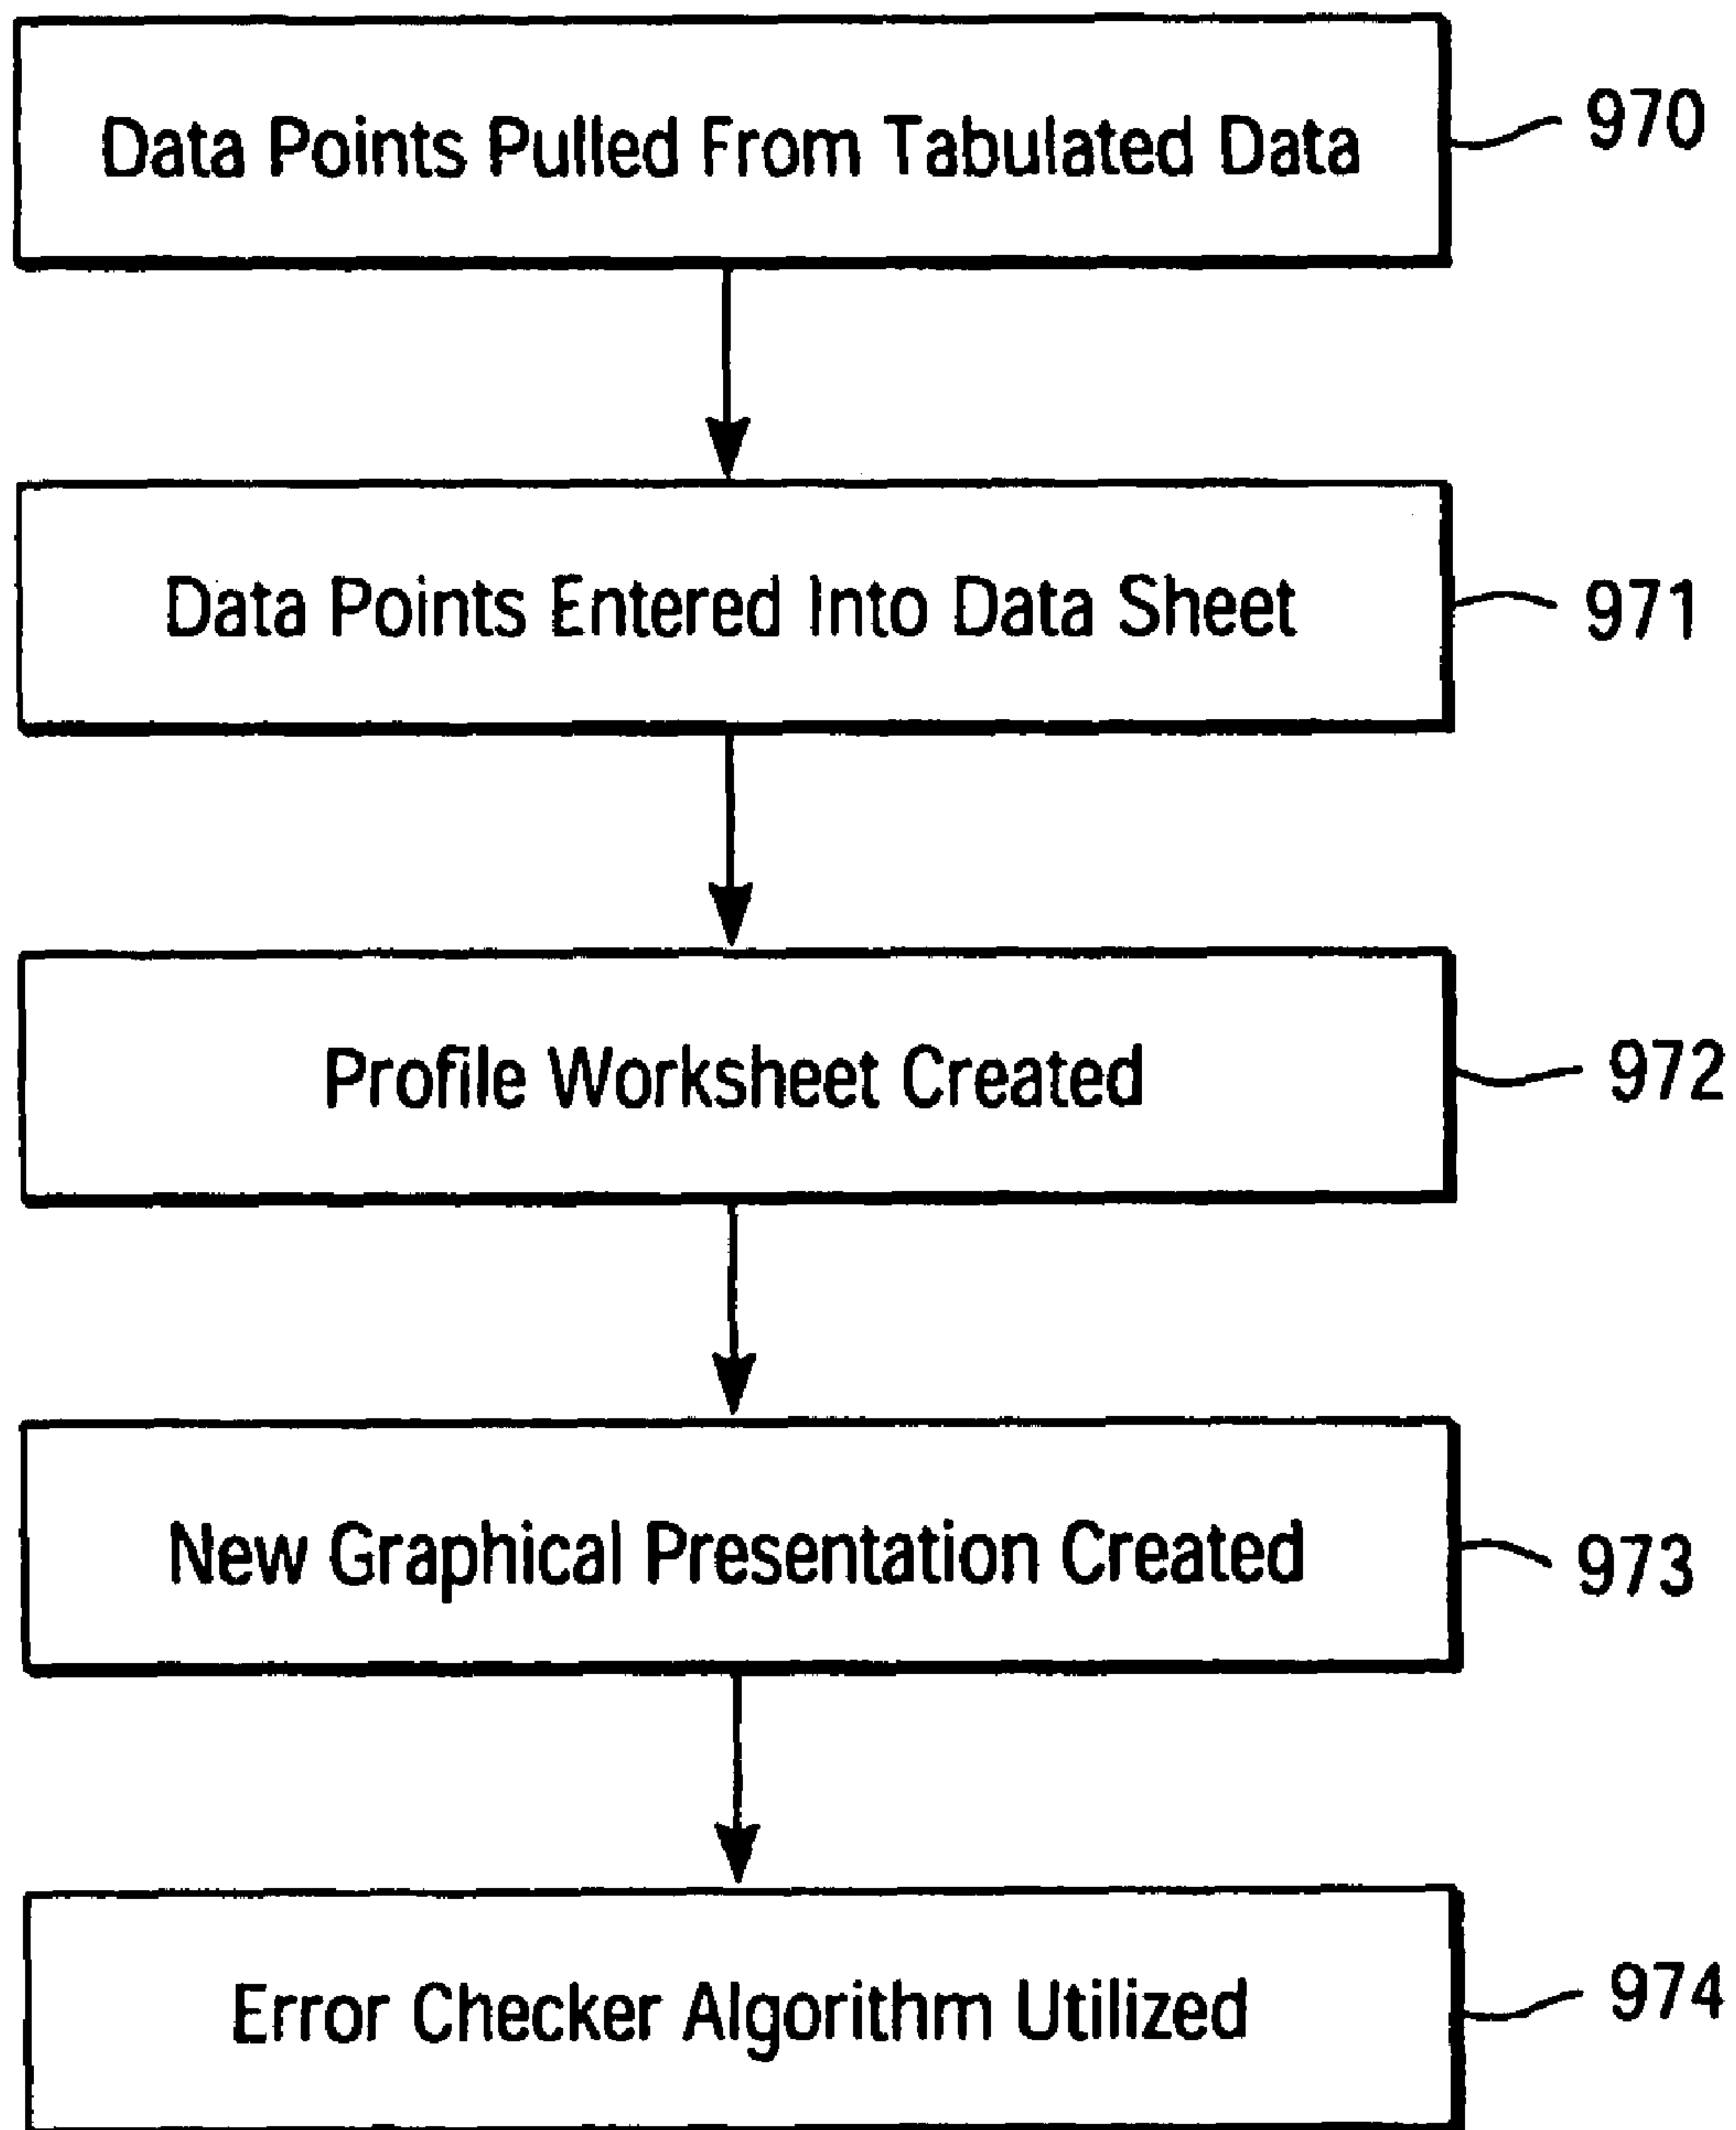 Data Points Pulled From Tabulated Data
970
Data Points Entered Into Data Sheet
971
Profile Worksheet Created
972
New Graphical Presentation Created
973
Error Checker Algorithm Utilized
974